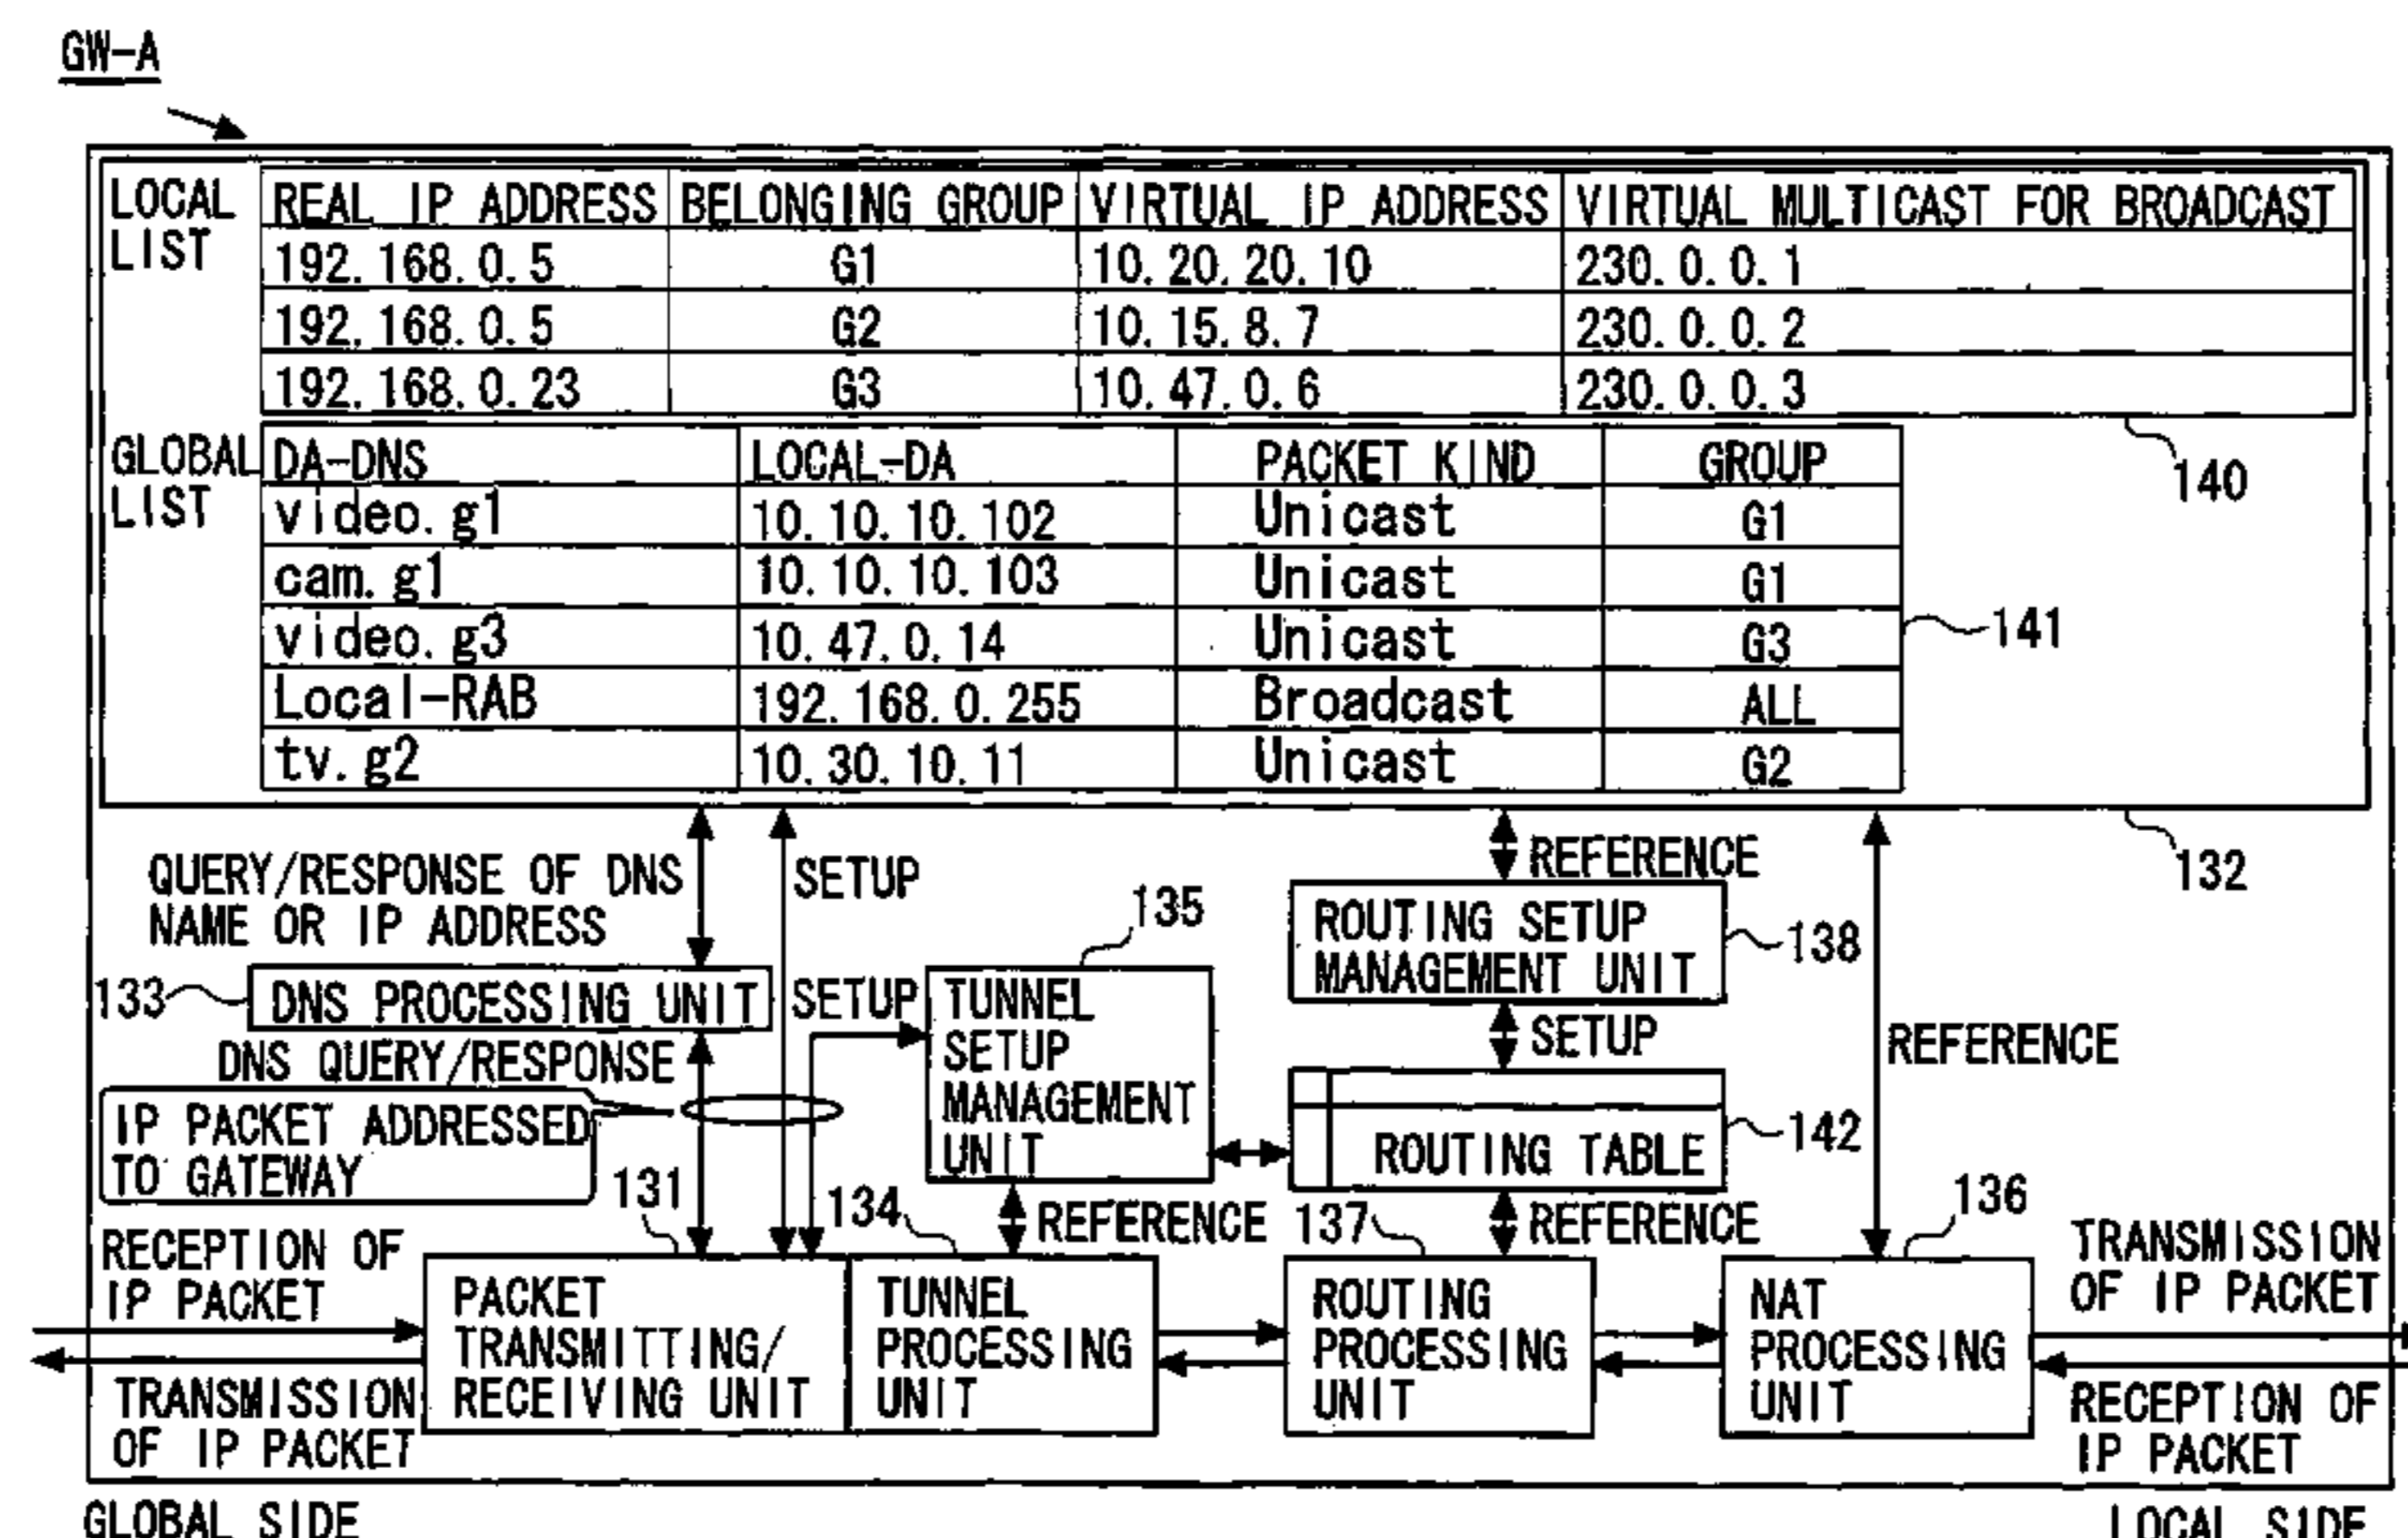 GW-A
LOCAL LIST
REAL IP ADDRESS BELONGING GROUP VIRTUAL IP ADDRESS VIRTUAL MULTICAST FOR BROADCAST
192.168.0.5 G1 10.20.20.10 230.0.0.1
192.168.0.5 G2 10.15.8.7 230.0.0.2
192.168.0.23 G3 10.47.0.6 230.0.0.3
140
GLOBAL LIST
DA-DNS LOCAL-DA PACKET KIND GROUP
video.g1 10.10.10.102 Unicast G1
cam.g1 10.10.10.103 Unicast G1
video.g3 10.47.0.14 Unicast G3
Local-RAB 192.168.0.255 Broadcast ALL
tv.g2 10.30.10.11 Unicast G2
141
132
QUERY/RESPONSE OF DNS
NAME OR IP ADDRESS
SETUP
REFERENCE
135
ROUTING SETUP
MANAGEMENT UNIT
138
133
DNS PROCESSING UNIT
SETUP
TUNNEL
SETUP
MANAGEMENT
UNIT
SETUP
REFERENCE
DNS QUERY/RESPONSE
IP PACKET ADDRESSED
TO GATEWAY
ROUTING TABLE
142
131
134
REFERENCE
137
REFERENCE
136
RECEPTION OF
IP PACKET
PACKET
TRANSMITTING/
RECEIVING UNIT
TUNNEL
PROCESSING
UNIT
ROUTING
PROCESSING
UNIT
NAT
PROCESSING
UNIT
TRANSMISSION
OF IP PACKET
TRANSMISSION
OF IP PACKET
RECEPTION OF
IP PACKET
GLOBAL SIDE
LOCAL SIDE